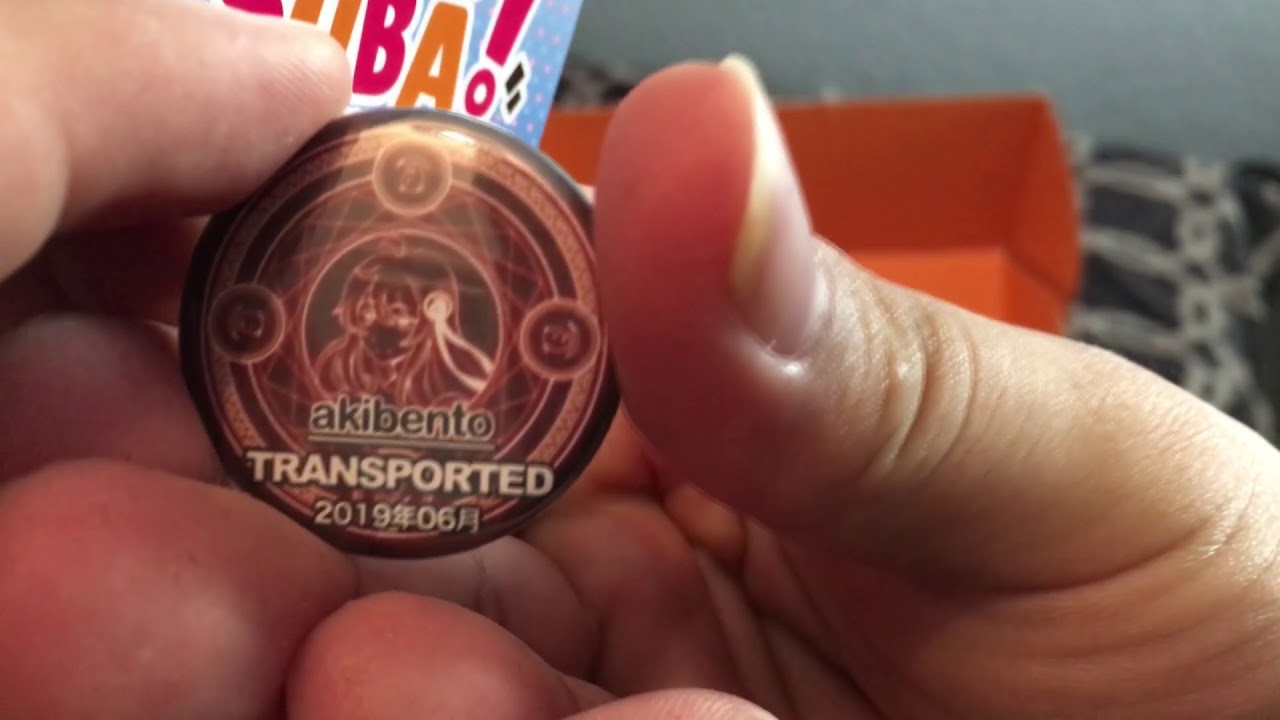 UBA!
akibento
TRANSPORTED
2019年06月